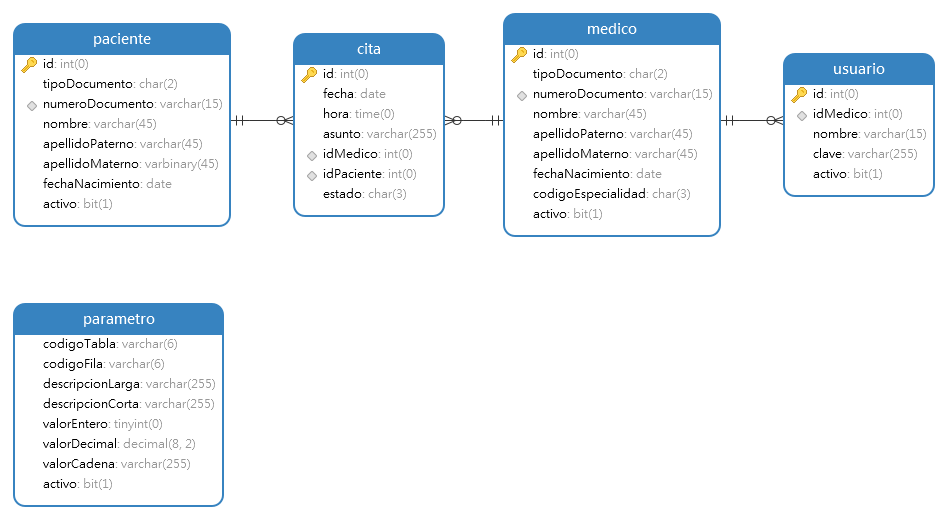 paciente
id: int(0)
tipoDocumento: char(2)
numeroDocumento: varchar(15)
nombre: varchar(45)
apellidoPaterno: varchar(45)
apellidoMaterno: varbinary(45)
fechaNacimiento: date
activo: bit(1)
cita
id: int(0)
fecha: date
hora: time(0)
asunto: varchar(255)
idMedico: int(0)
idPaciente: int(0)
estado: char(3)
medico
id: int(0)
tipoDocumento: char(2)
numeroDocumento: varchar(15)
nombre: varchar(45)
apellidoPaterno: varchar(45)
apellidoMaterno: varchar(45)
fechaNacimiento: date
codigoEspecialidad: char(3)
activo: bit(1)
usuario
id: int(0)
idMedico: int(0)
nombre: varchar(15)
clave: varchar(255)
activo: bit(1)
parametro
codigoTabla: varchar(6)
codigoFila: varchar(6)
descripcionLarga: varchar(255)
descripcionCorta: varchar(255)
valorEntero: tinyint(0)
valorDecimal: decimal(8, 2)
valorCadena: varchar(255)
activo: bit(1)